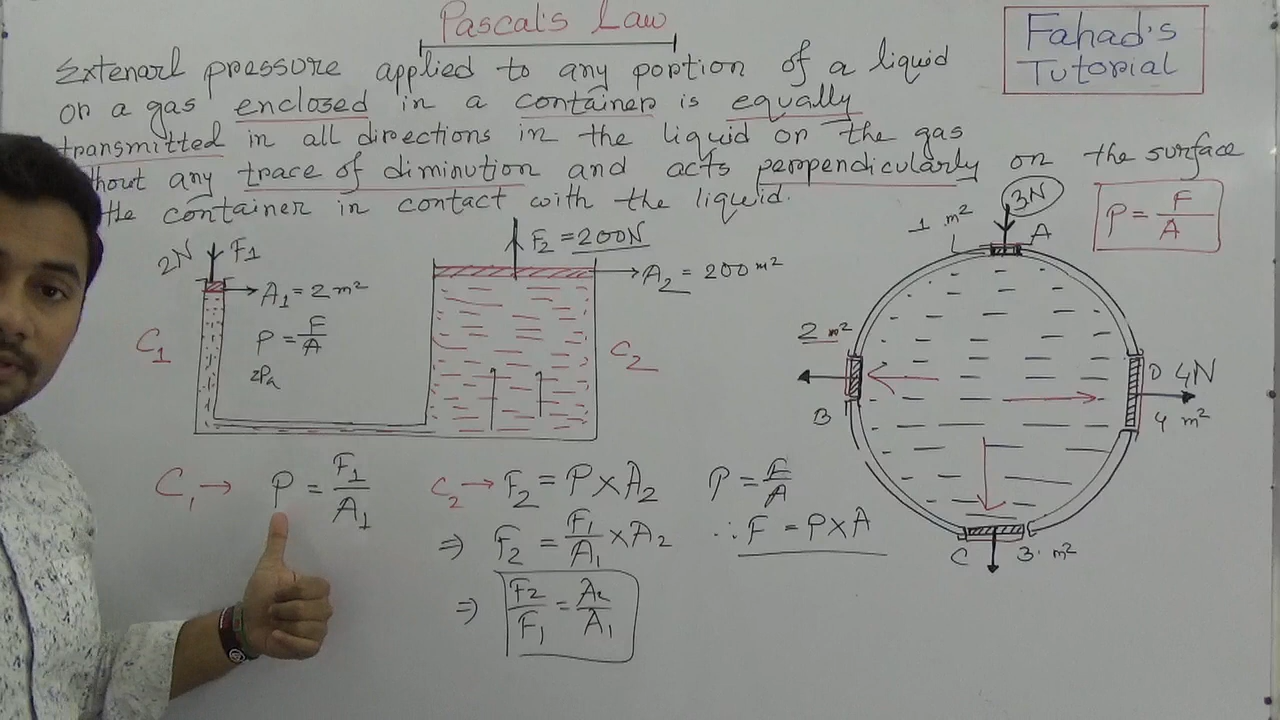 Pascal's Law
Fahad's
Tutorial
Extenarl pressure applied to any portion of a liquid
or a gas enclosed in a container is equally
transmitted in all directions in the liquid or the gas
any trace of diminution and acts perpendicularly on the surface
the container in contact with the liquid.
P = F/A
2N F1
A1 = 2 m²
P = F/A
2Pa
C1
F2 = 200N
A2 = 200 m²
C2
3N
1 m² A
2 m²
B
D 4N
4 m²
C 3 m²
C1 → P = F1/A1
C2 → F2 = P×A2
⇒ F2 = F1/A1 × A2
⇒ F2/F1 = A2/A1
P = F/A
∴ F = P×A